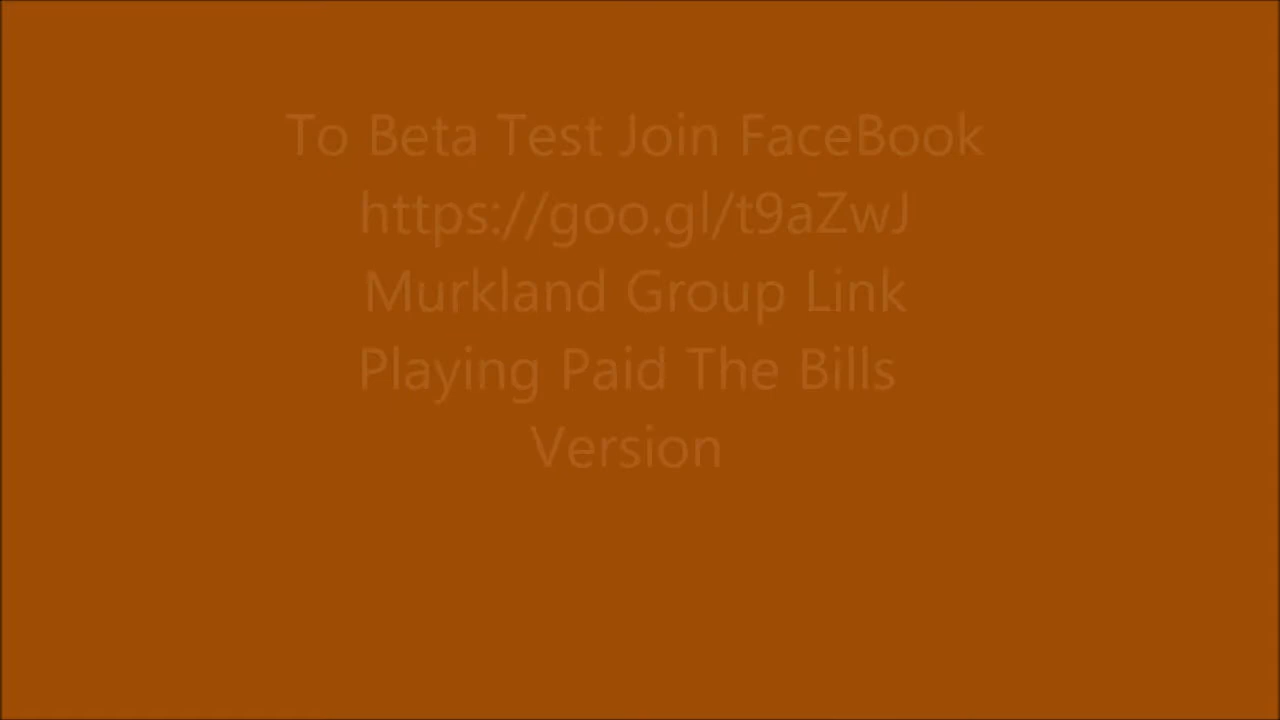 To Beta Test Join FaceBook
https://goo.gl/t9aZwJ
Murkland Group Link
Playing Paid The Bills
Version